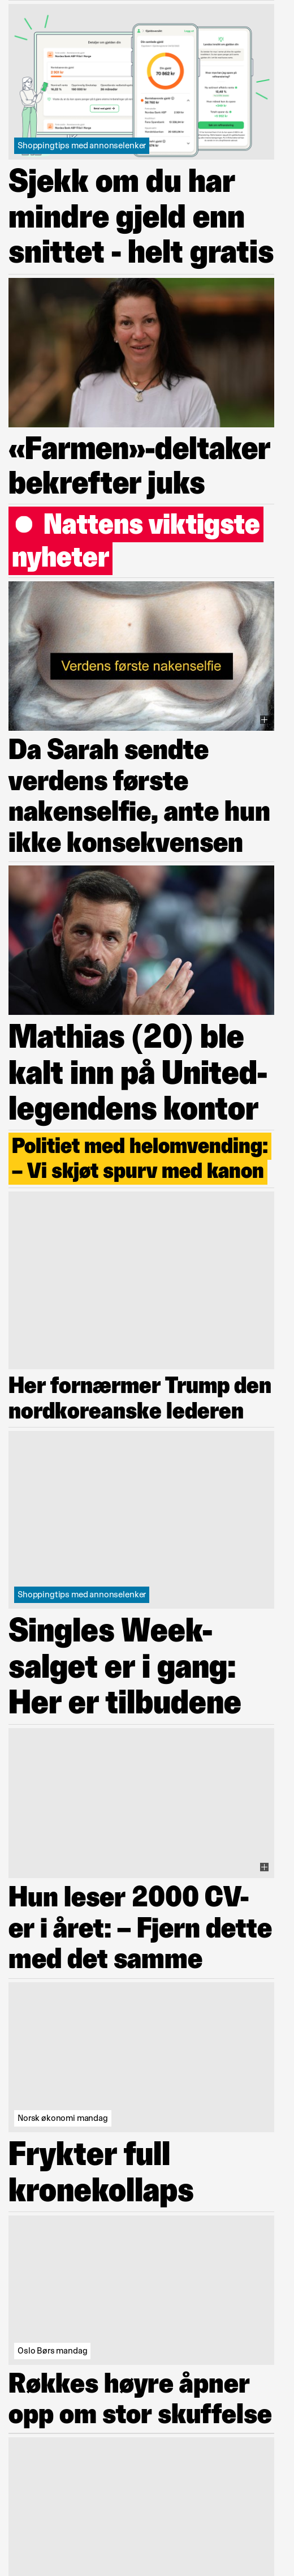 Shoppingtips med annonselenker
Sjekk om du har
mindre gjeld enn
snittet - helt gratis
«Farmen»-deltaker
bekrefter juks
Nattens viktigste
nyheter
Verdens første nakenselfie
Da Sarah sendte
verdens første
nakenselfie, ante hun
ikke konsekvensen
Mathias (20) ble
kalt inn på United-
legendens kontor
Politiet med helomvending:
– Vi skjøt spurv med kanon
Her fornærmer Trump den
nordkoreanske lederen
Shoppingtips med annonselenker
Singles Week-
salget er i gang:
Her er tilbudene
Hun leser 2000 CV-
er i året: – Fjern dette
med det samme
Norsk økonomi mandag
Frykter full
kronekollaps
Oslo Børs mandag
Røkkes høyre åpner
opp om stor skuffelse